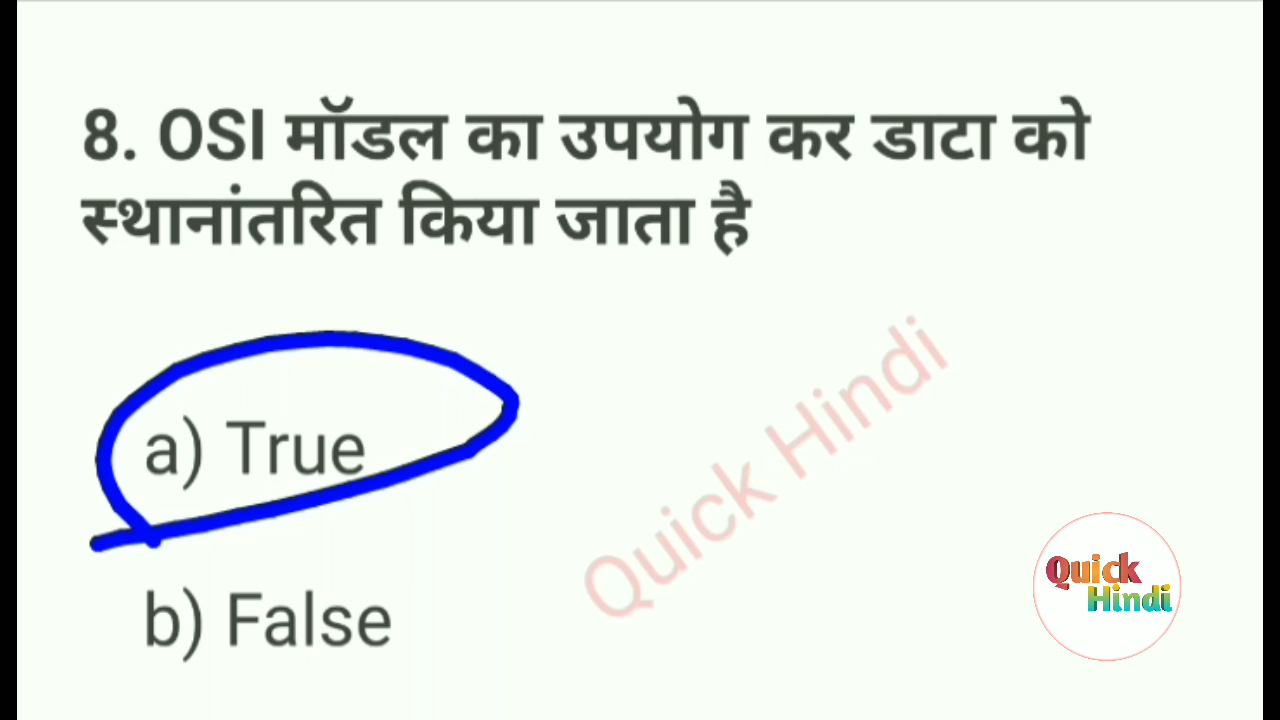 8. OSI मॉडल का उपयोग कर डाटा को
स्थानांतरित किया जाता है
a) True
b) False
Quick Hindi
Quick
Hindi